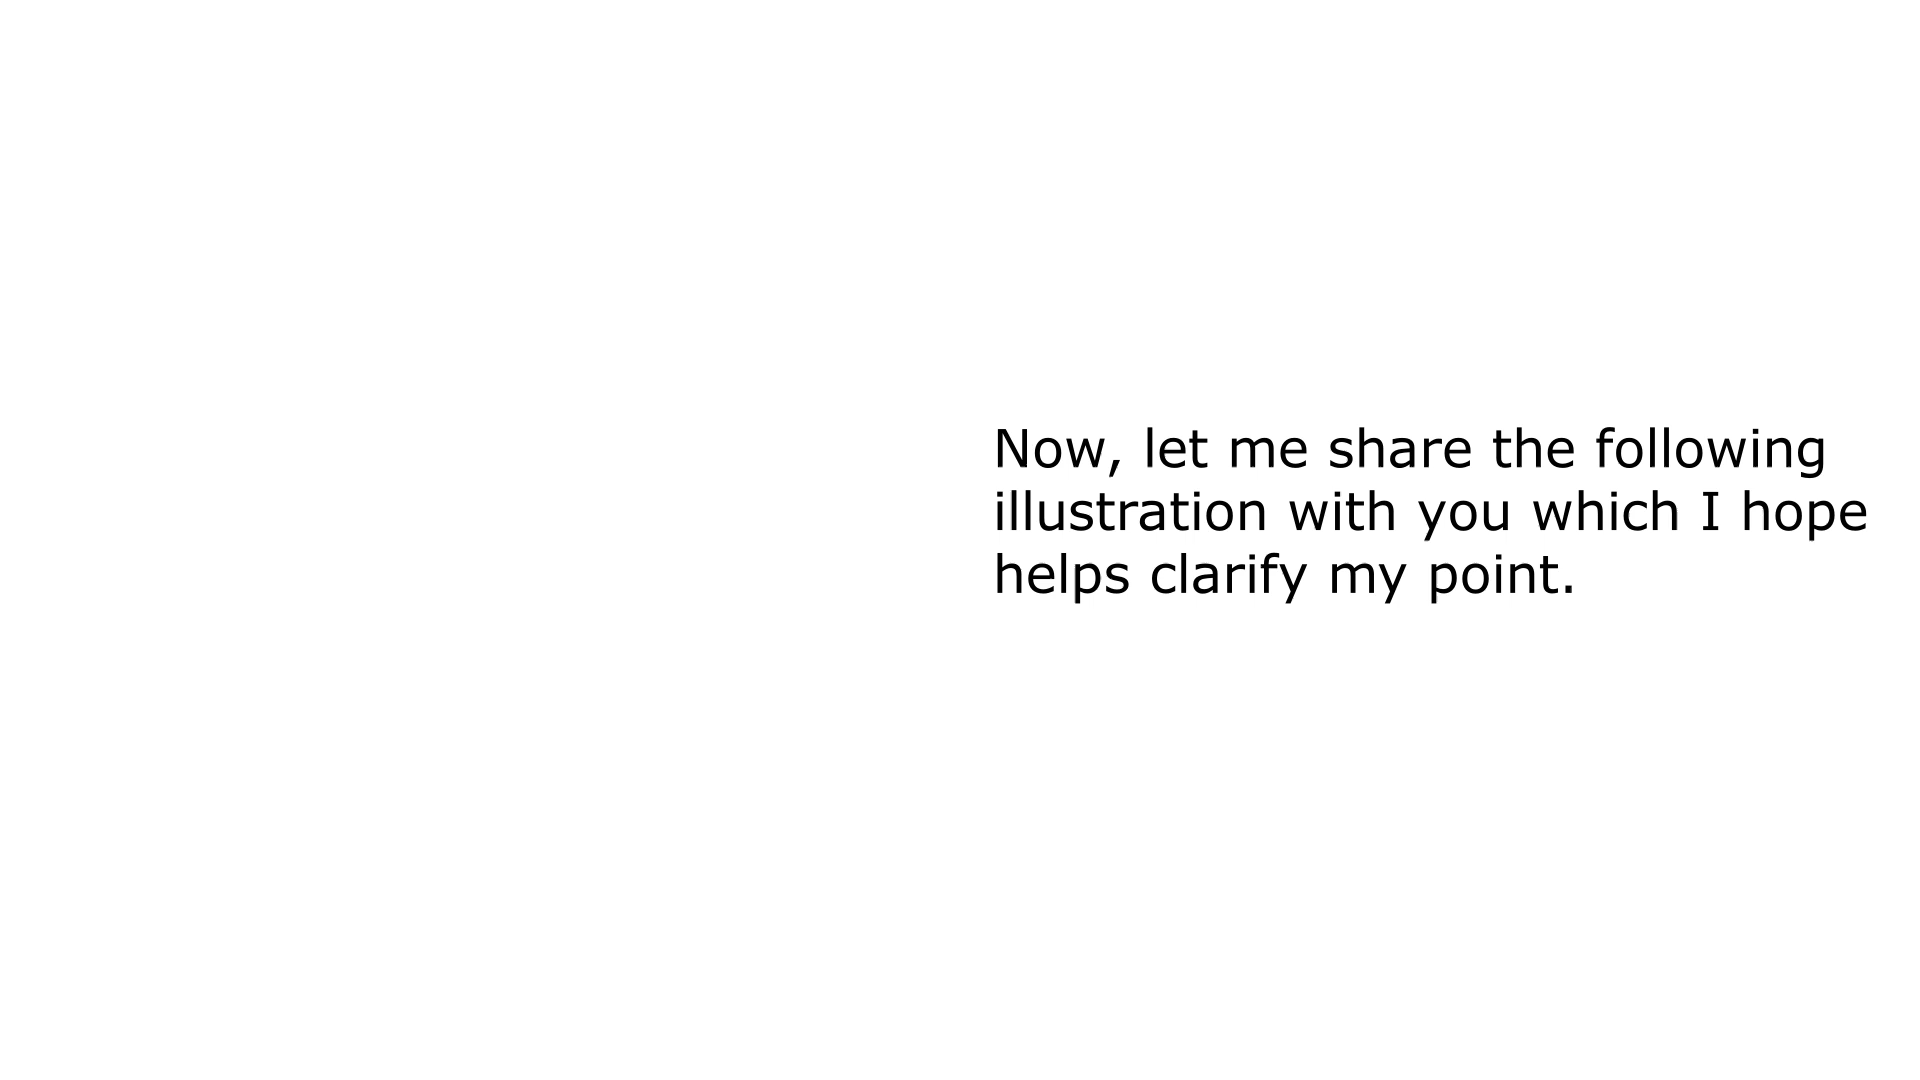 Now, let me share the following
illustration with you which I hope
helps clarify my point.